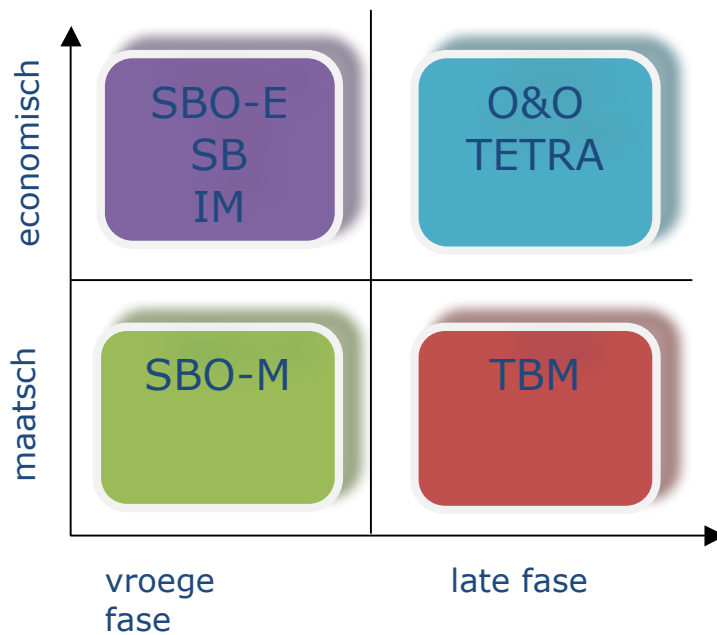 economisch
SBO-E
SB
IM
O&O
TETRA
maatsch
SBO-M
TBM
vroege
fase
late fase